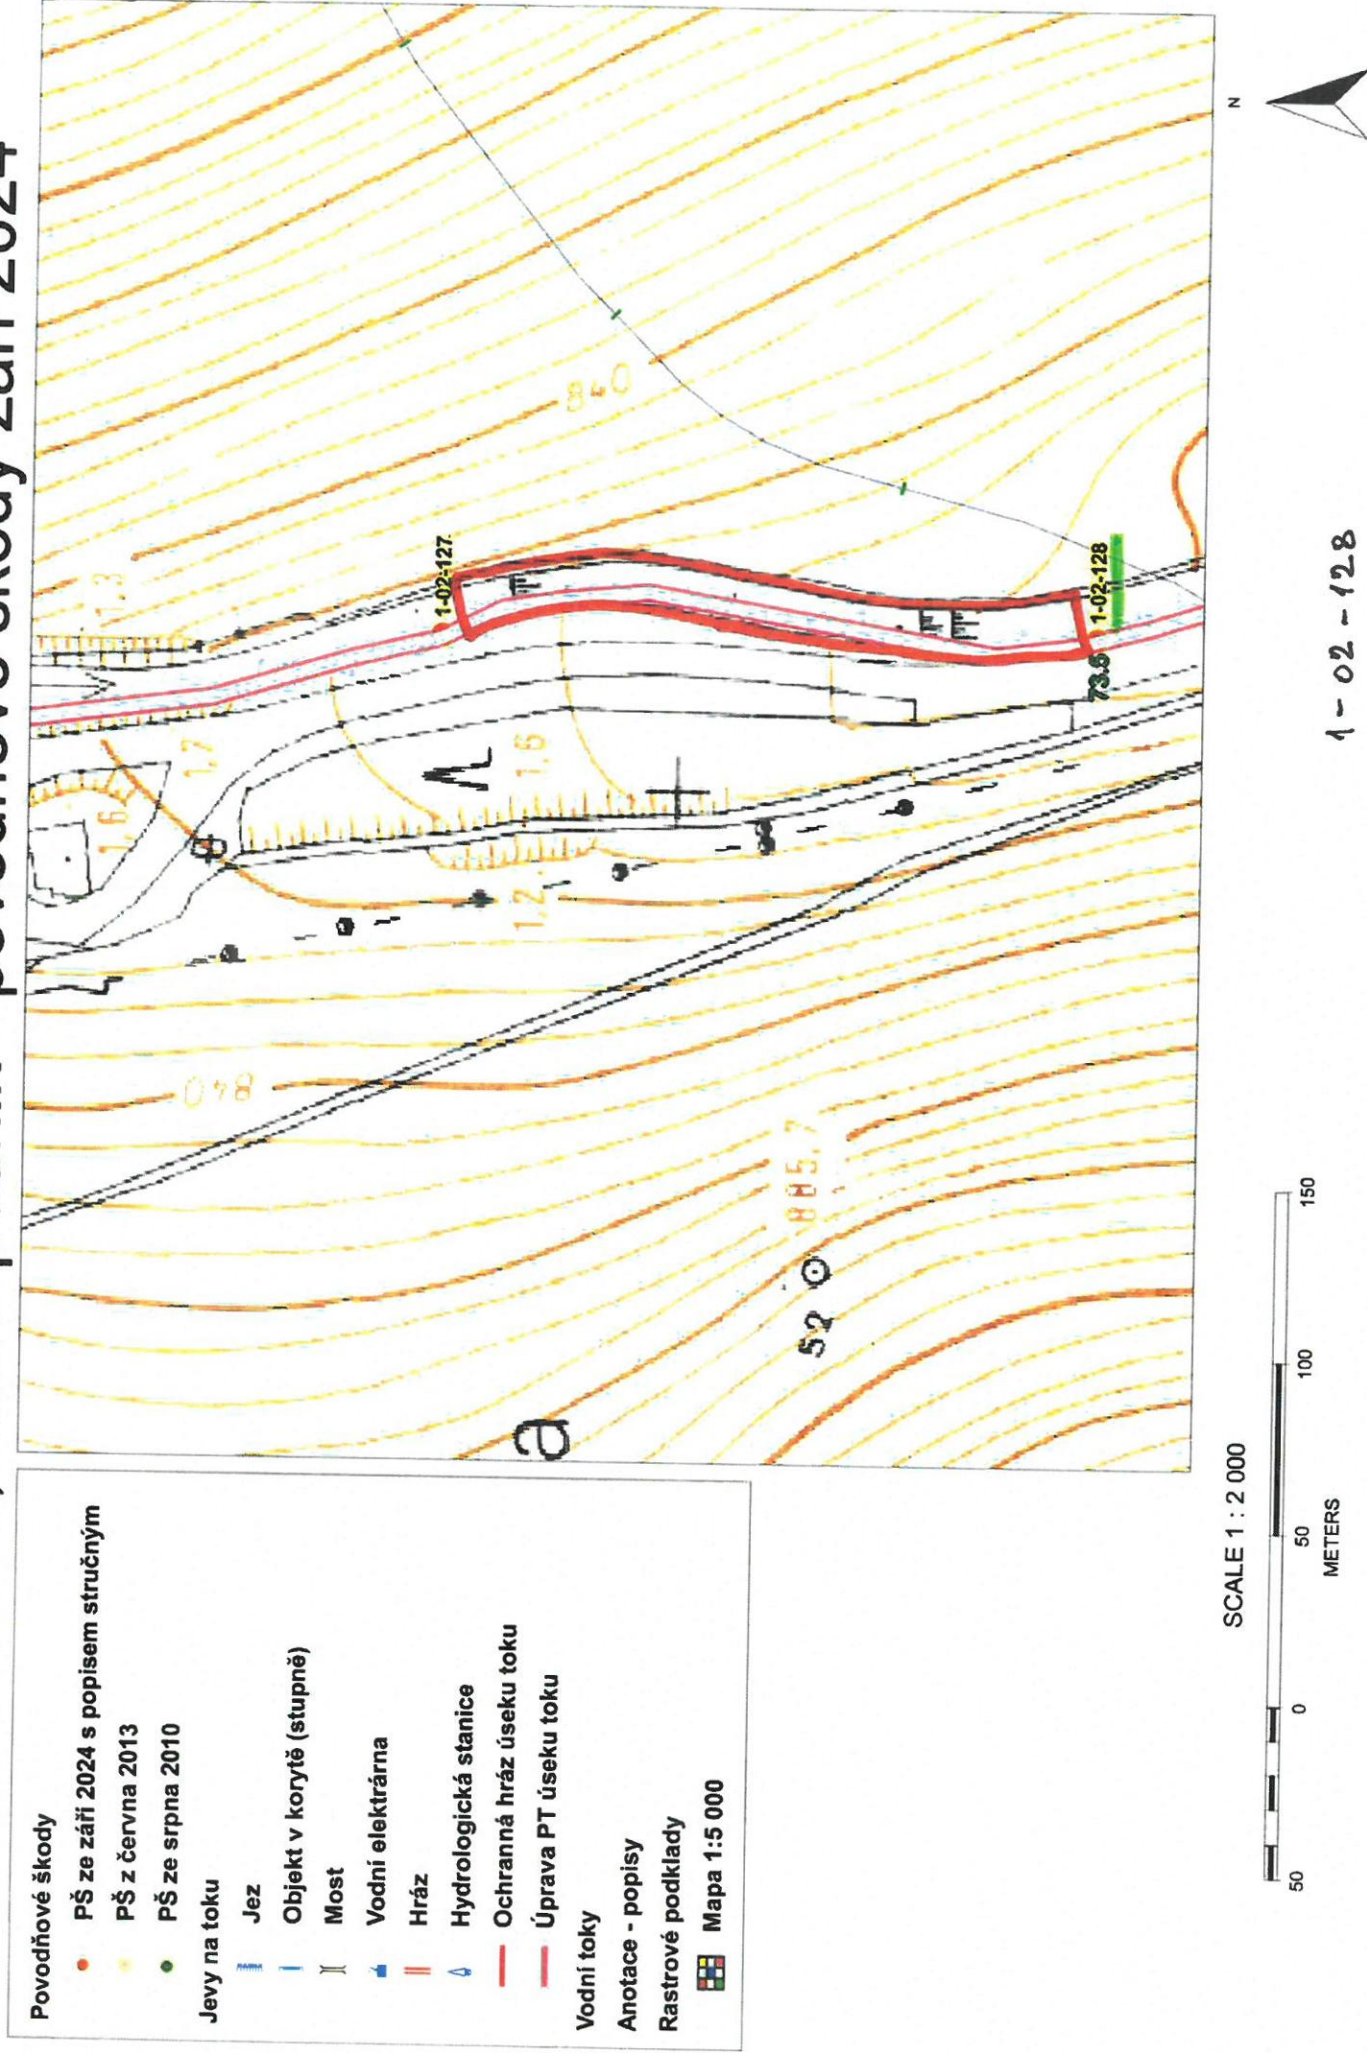 povodňové škody září 2024
Povodňové škody
PŠ ze září 2024 s popisem stručným
PŠ z června 2013
PŠ ze srpna 2010
Jevy na toku
Jez
Objekt v korytě (stupně)
Most
Vodní elektrárna
Hráz
Hydrologická stanice
Ochranná hráz úseku toku
Úprava PT úseku toku
Vodní toky
Anotace - popisy
Rastrové podklady
Mapa 1:5 000
a
52
885,7
840
1,6
1,7
1,3
1,2
1,6
840
1-02-127
1-02-128
73.5
SCALE 1 : 2 000
50 0 50 100 150
METERS
N
1-02-128